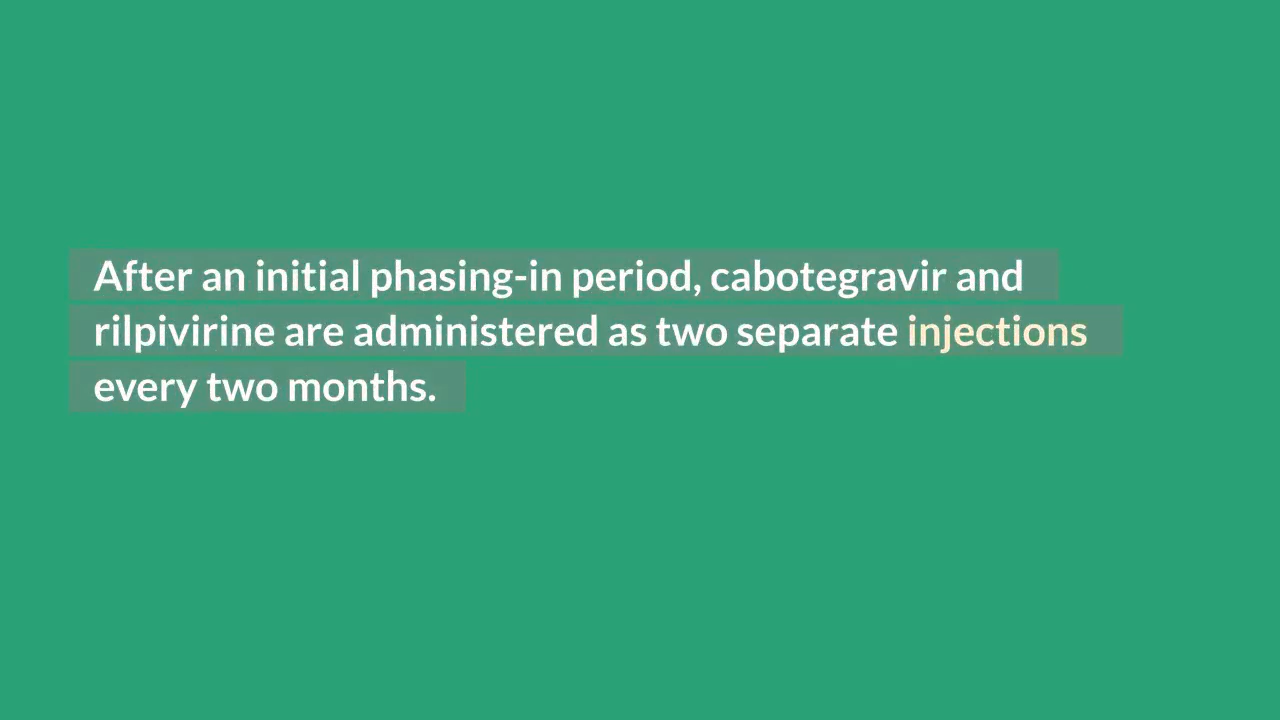 After an initial phasing-in period, cabotegravir and
rilpivirine are administered as two separate injections
every two months.